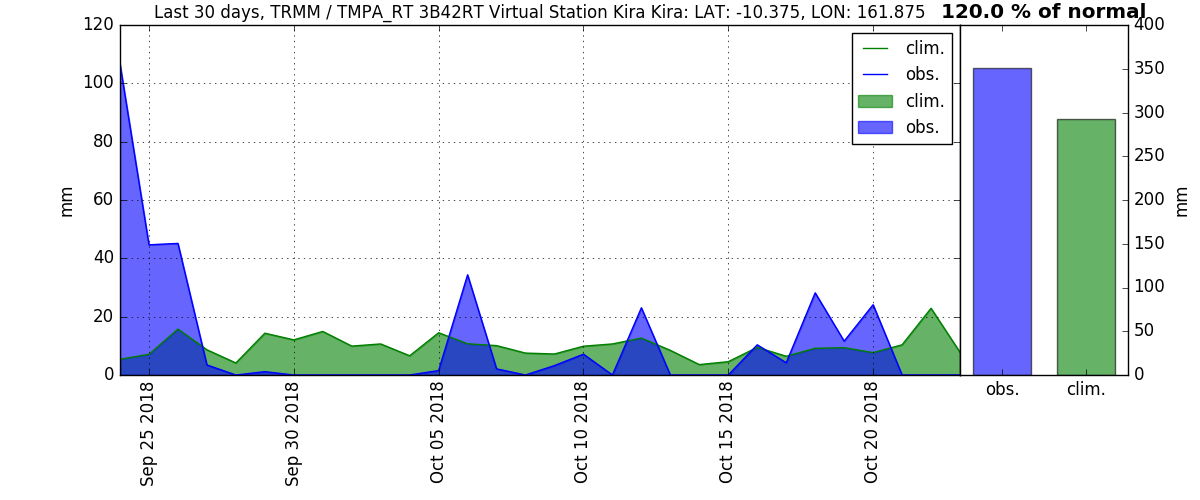 Last 30 days, TRMM / TMPA_RT 3B42RT Virtual Station Kira Kira: LAT: -10.375, LON: 161.875
120.0 % of normal
120
100
80
60
40
20
0
mm
clim.
obs.
clim.
obs.
Sep 25 2018
Sep 30 2018
Oct 05 2018
Oct 10 2018
Oct 15 2018
Oct 20 2018
400
350
300
250
200
150
100
50
0
mm
obs.
clim.